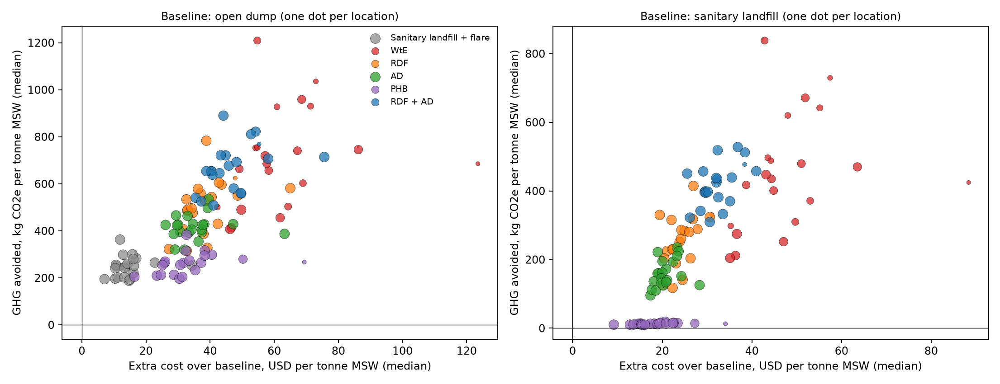 Baseline: open dump (one dot per location)
GHG avoided, kg CO2e per tonne MSW (median)
1200
1000
800
600
400
200
0
0 20 40 60 80 100 120
Extra cost over baseline, USD per tonne MSW (median)
Sanitary landfill + flare
WtE
RDF
AD
PHB
RDF + AD
Baseline: sanitary landfill (one dot per location)
GHG avoided, kg CO2e per tonne MSW (median)
800
600
400
200
0
0 20 40 60 80
Extra cost over baseline, USD per tonne MSW (median)